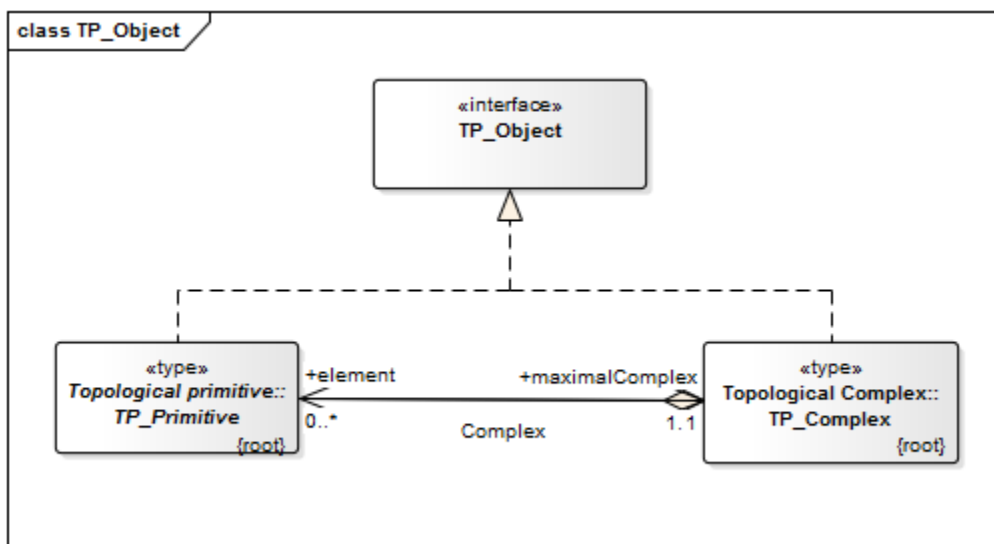 class TP_Object
«interface»
TP_Object
«type»
Topological primitive::
TP_Primitive
{root}
+element
0..*
Complex
+maximalComplex
1..1
«type»
Topological Complex::
TP_Complex
{root}